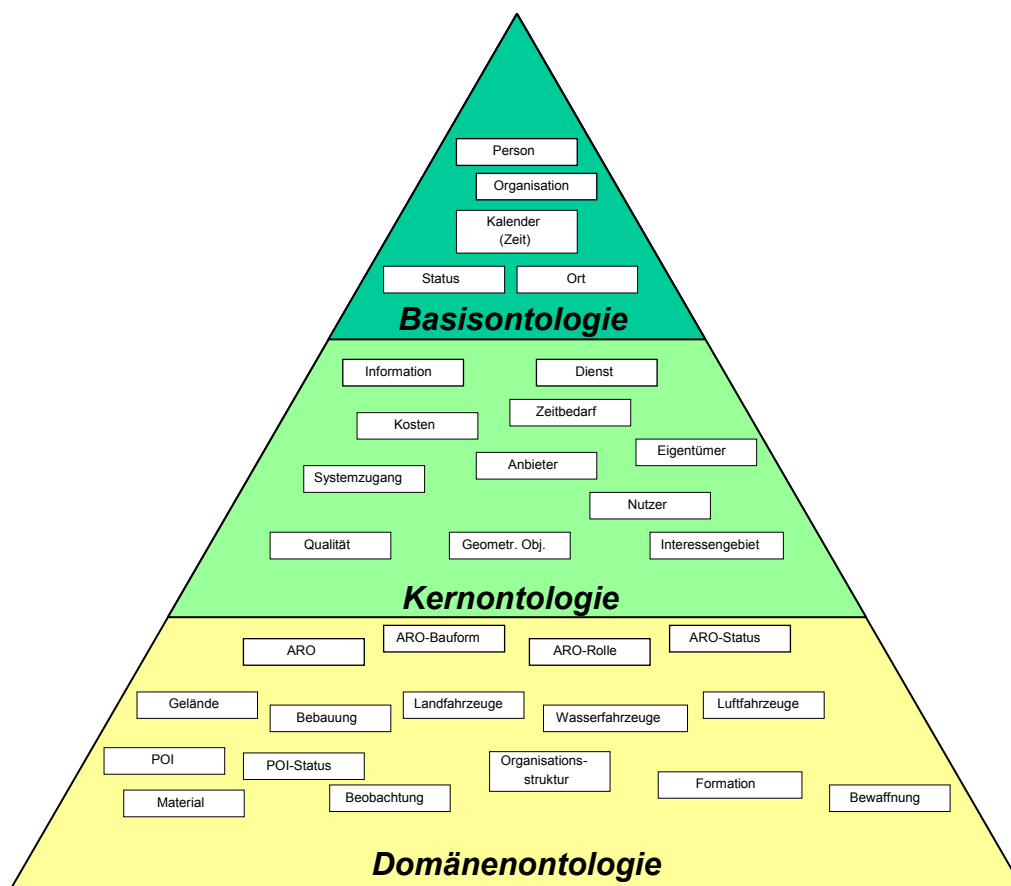 Person
Organisation
Kalender
(Zeit)
Status
Ort
Basisontologie
Information
Dienst
Zeitbedarf
Kosten
Eigentümer
Anbieter
Systemzugang
Nutzer
Qualität
Geometr. Obj.
Interessengebiet
Kernontologie
ARO
ARO-Bauform
ARO-Rolle
ARO-Status
Gelände
Bebauung
Landfahrzeuge
Wasserfahrzeuge
Luftfahrzeuge
POI
POI-Status
Organisations-
struktur
Formation
Material
Beobachtung
Bewaffnung
Domänenontologie